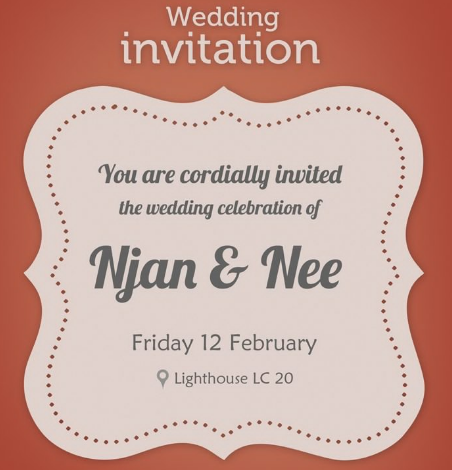 Wedding
invitation
You are cordially invited
the wedding celebration of
Njan & Nee
Friday 12 February
Lighthouse LC 20